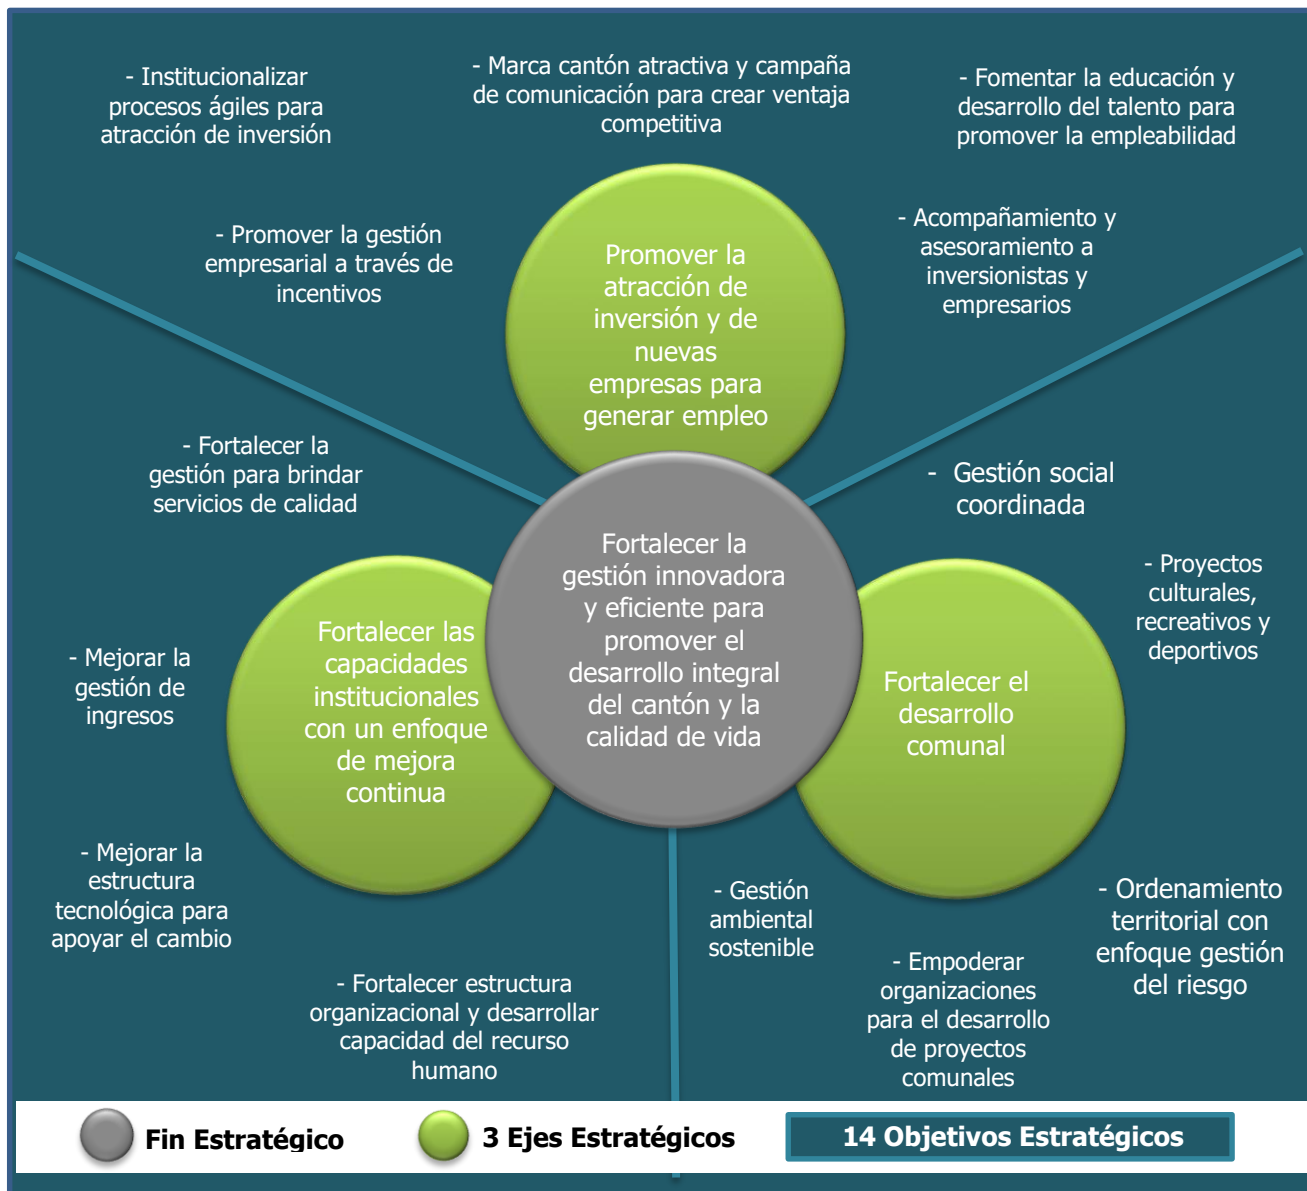 - Institucionalizar
procesos ágiles para
atracción de inversión
- Marca cantón atractiva y campaña
de comunicación para crear ventaja
competitiva
- Fomentar la educación y
desarrollo del talento para
promover la empleabilidad
- Promover la gestión
empresarial a través de
incentivos
Promover la
atracción de
inversión y de
nuevas
empresas para
generar empleo
- Acompañamiento y
asesoramiento a
inversionistas y
empresarios
- Fortalecer la
gestión para brindar
servicios de calidad
- Gestión social
coordinada
Fortalecer la
gestión innovadora
y eficiente para
promover el
desarrollo integral
del cantón y la
calidad de vida
- Proyectos
culturales,
recreativos y
deportivos
- Mejorar la
gestión de
ingresos
Fortalecer las
capacidades
institucionales
con un enfoque
de mejora
continua
Fortalecer el
desarrollo
comunal
- Mejorar la
estructura
tecnológica para
apoyar el cambio
- Gestión
ambiental
sostenible
- Ordenamiento
territorial con
enfoque gestión
del riesgo
- Fortalecer estructura
organizacional y desarrollar
capacidad del recurso
humano
- Empoderar
organizaciones
para el desarrollo
de proyectos
comunales
Fin Estratégico
3 Ejes Estratégicos
14 Objetivos Estratégicos